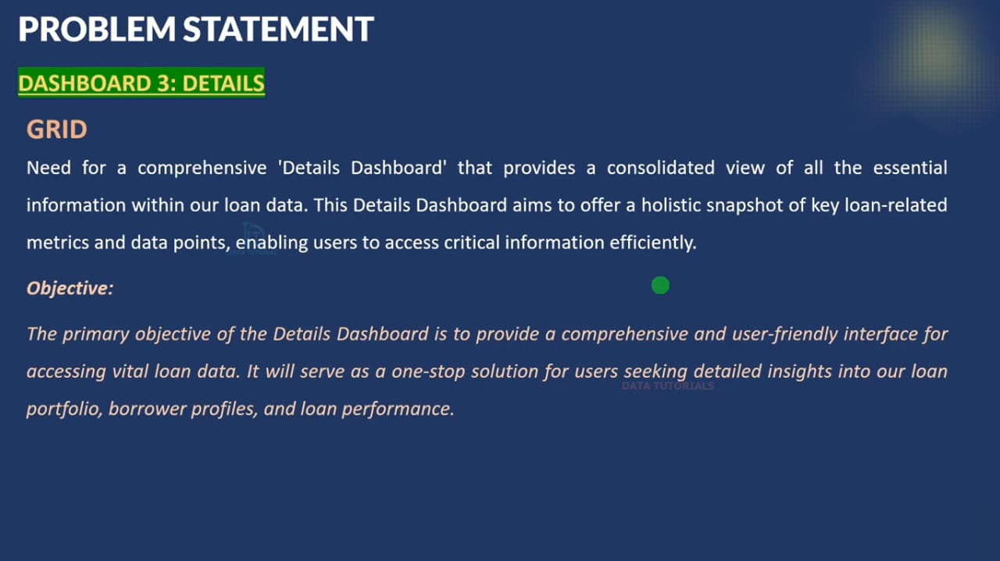 PROBLEM STATEMENT
DASHBOARD 3: DETAILS
GRID
Need for a comprehensive 'Details Dashboard' that provides a consolidated view of all the essential
information within our loan data. This Details Dashboard aims to offer a holistic snapshot of key loan-related
metrics and data points, enabling users to access critical information efficiently.
Objective:
The primary objective of the Details Dashboard is to provide a comprehensive and user-friendly interface for
accessing vital loan data. It will serve as a one-stop solution for users seeking detailed insights into our loan
DATA TUTORIALS
portfolio, borrower profiles, and loan performance.